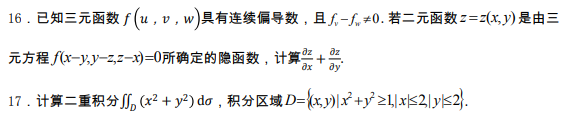 16．已知三元函数 f (u，v，w)具有连续偏导数，且 fᵥ−f_w≠0. 若二元函数 z=z(x,y) 是由三
元方程 f(x−y,y−z,z−x)=0所确定的隐函数，计算∂z/∂x + ∂z/∂y.
17．计算二重积分∬_D (x² + y²) dσ，积分区域 D={(x,y)| x²+y² ≥1,| x|≤2,| y|≤2}.